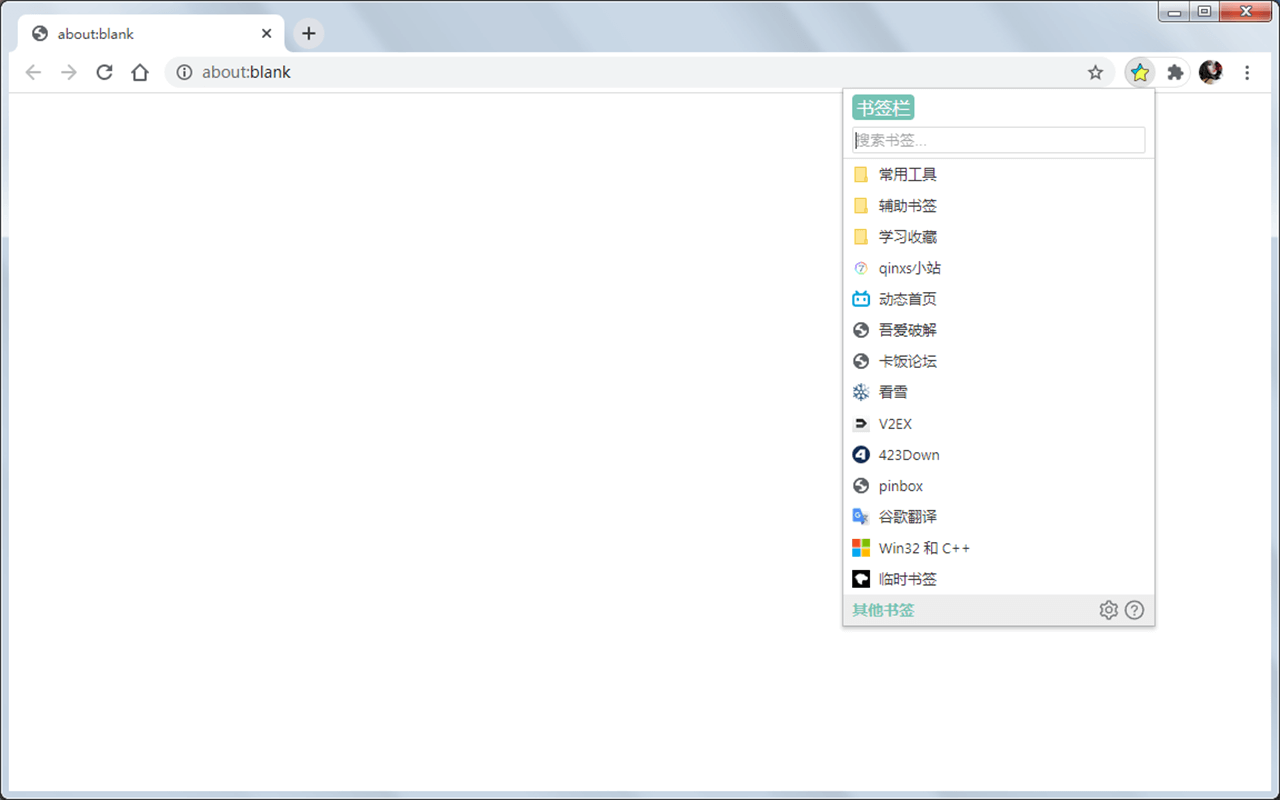 about:blank
about:blank
书签栏
搜索书签...
常用工具
辅助书签
学习收藏
qinxs小站
动态首页
吾爱破解
卡饭论坛
看雪
V2EX
423Down
pinbox
谷歌翻译
Win32 和 C++
临时书签
其他书签